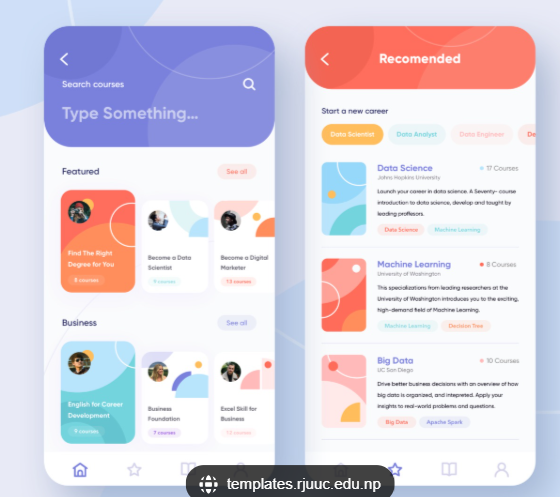 Search courses
Type Something...
Featured
See all
Find The Right
Degree for You
8 courses
Become a Data
Scientist
9 courses
Become a Digital
Marketer
13 courses
Business
See all
English for Career
Development
9 courses
Business
Foundation
7 courses
Excel Skill for
Business
Recomended
Start a new career
Data Scientist
Data Analyst
Data Engineer
De
Data Science
17 Courses
Johns Hopkins University
Launch your career in data science. A Seventy- course
introduction to data science, develop and taught by
leading proffesors.
Data Science
Machine Learning
Machine Learning
8 Courses
University of Washington
This specializations from leading researchers at the
University of Washington introduces you to the exciting,
high-demand field of Machine Learning.
Machine Learning
Decision Tree
Big Data
10 Courses
UC San Diego
Drive better business decisions with an overview of how
big data is organized, and intepreted. Apply your
insights to real-world problems and questions.
Big Data
Apache Spark
templates.rjuuc.edu.np